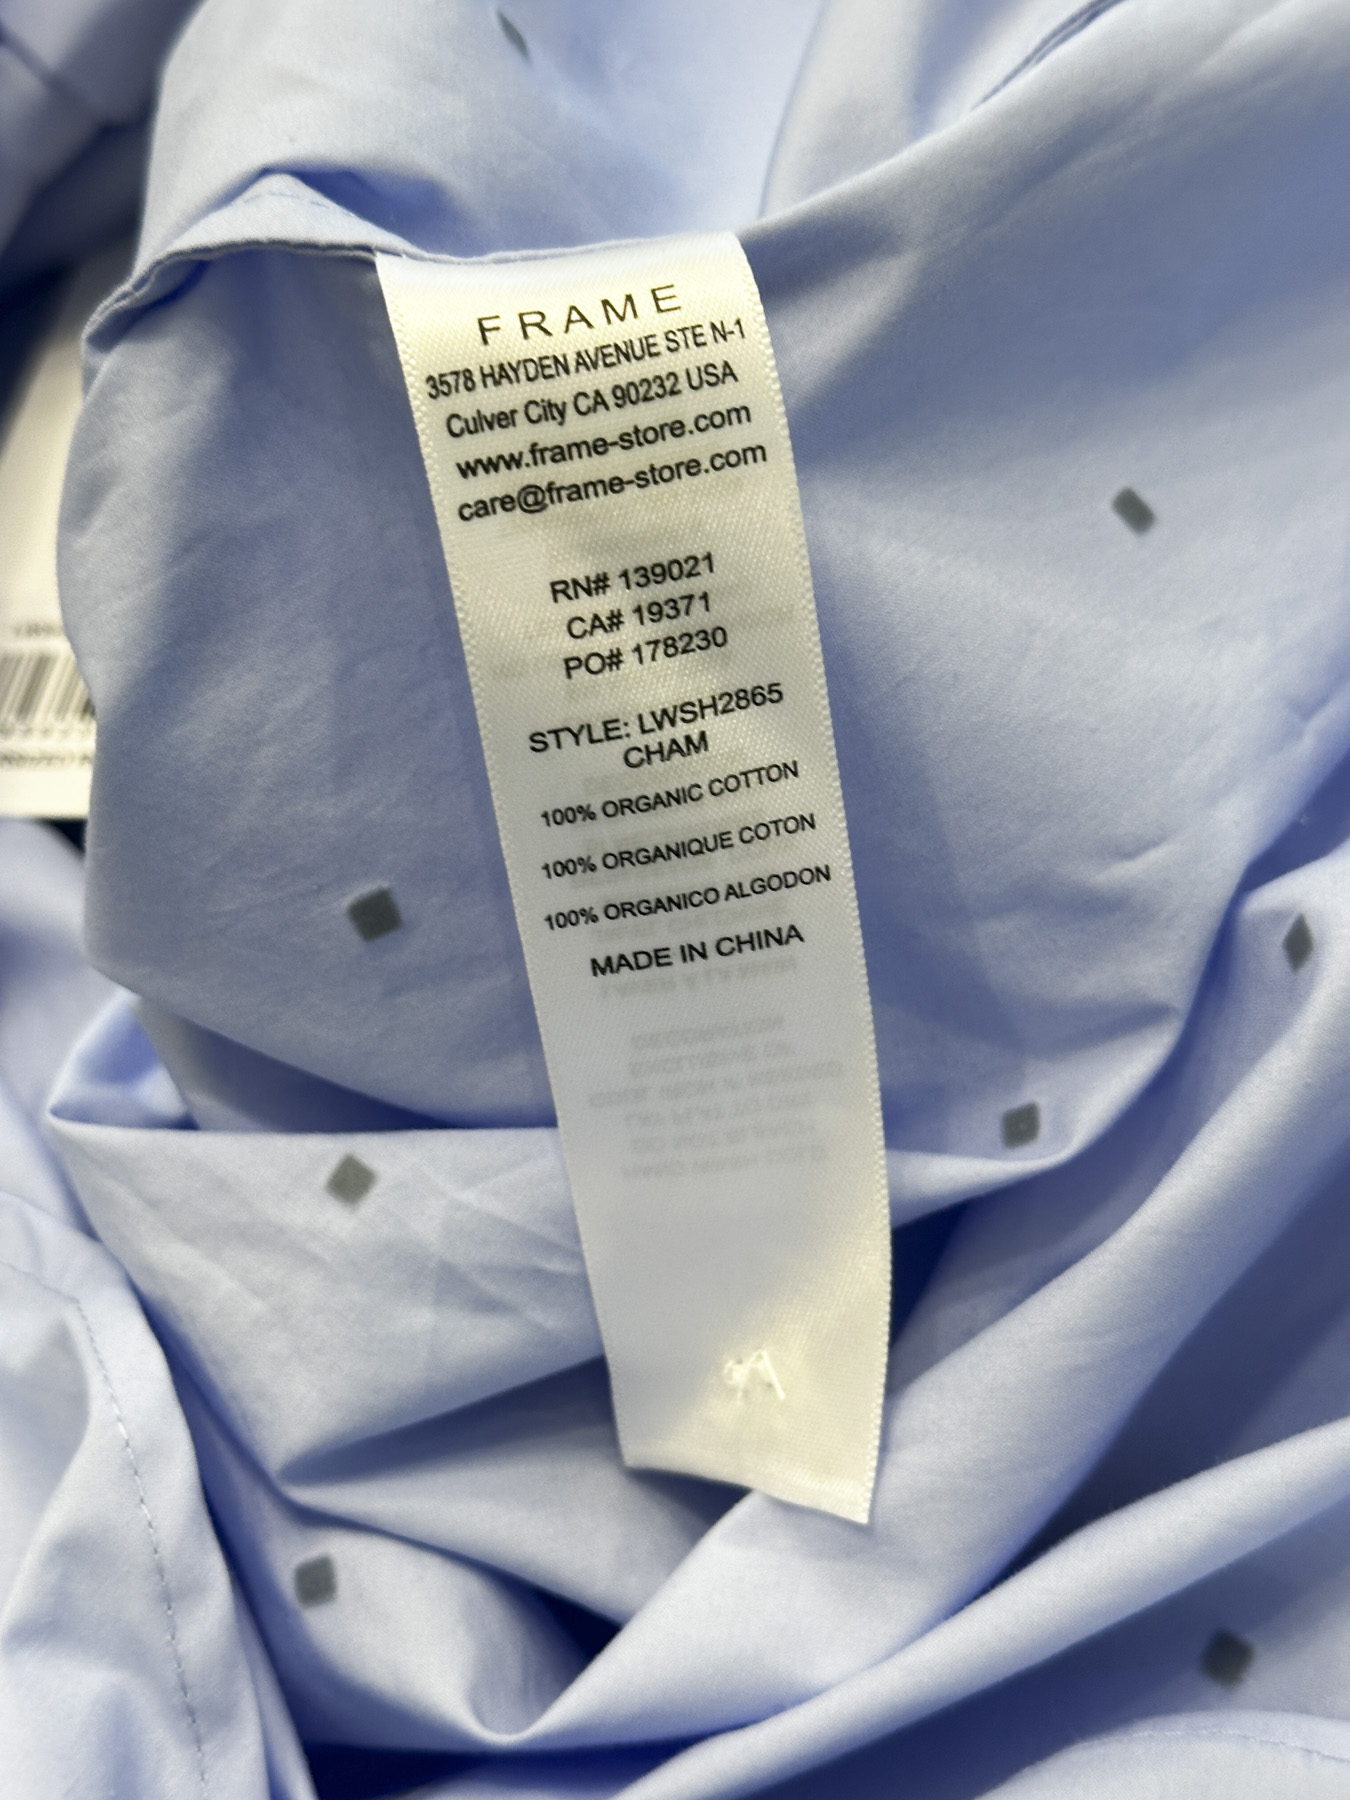 FRAME
3578 HAYDEN AVENUE STE N-1
Culver City CA 90232 USA
www.frame-store.com
care@frame-store.com
RN# 139021
CA# 19371
PO# 178230
STYLE: LWSH2865
CHAM
100% ORGANIC COTTON
100% ORGANIQUE COTON
100% ORGANICO ALGODON
MADE IN CHINA